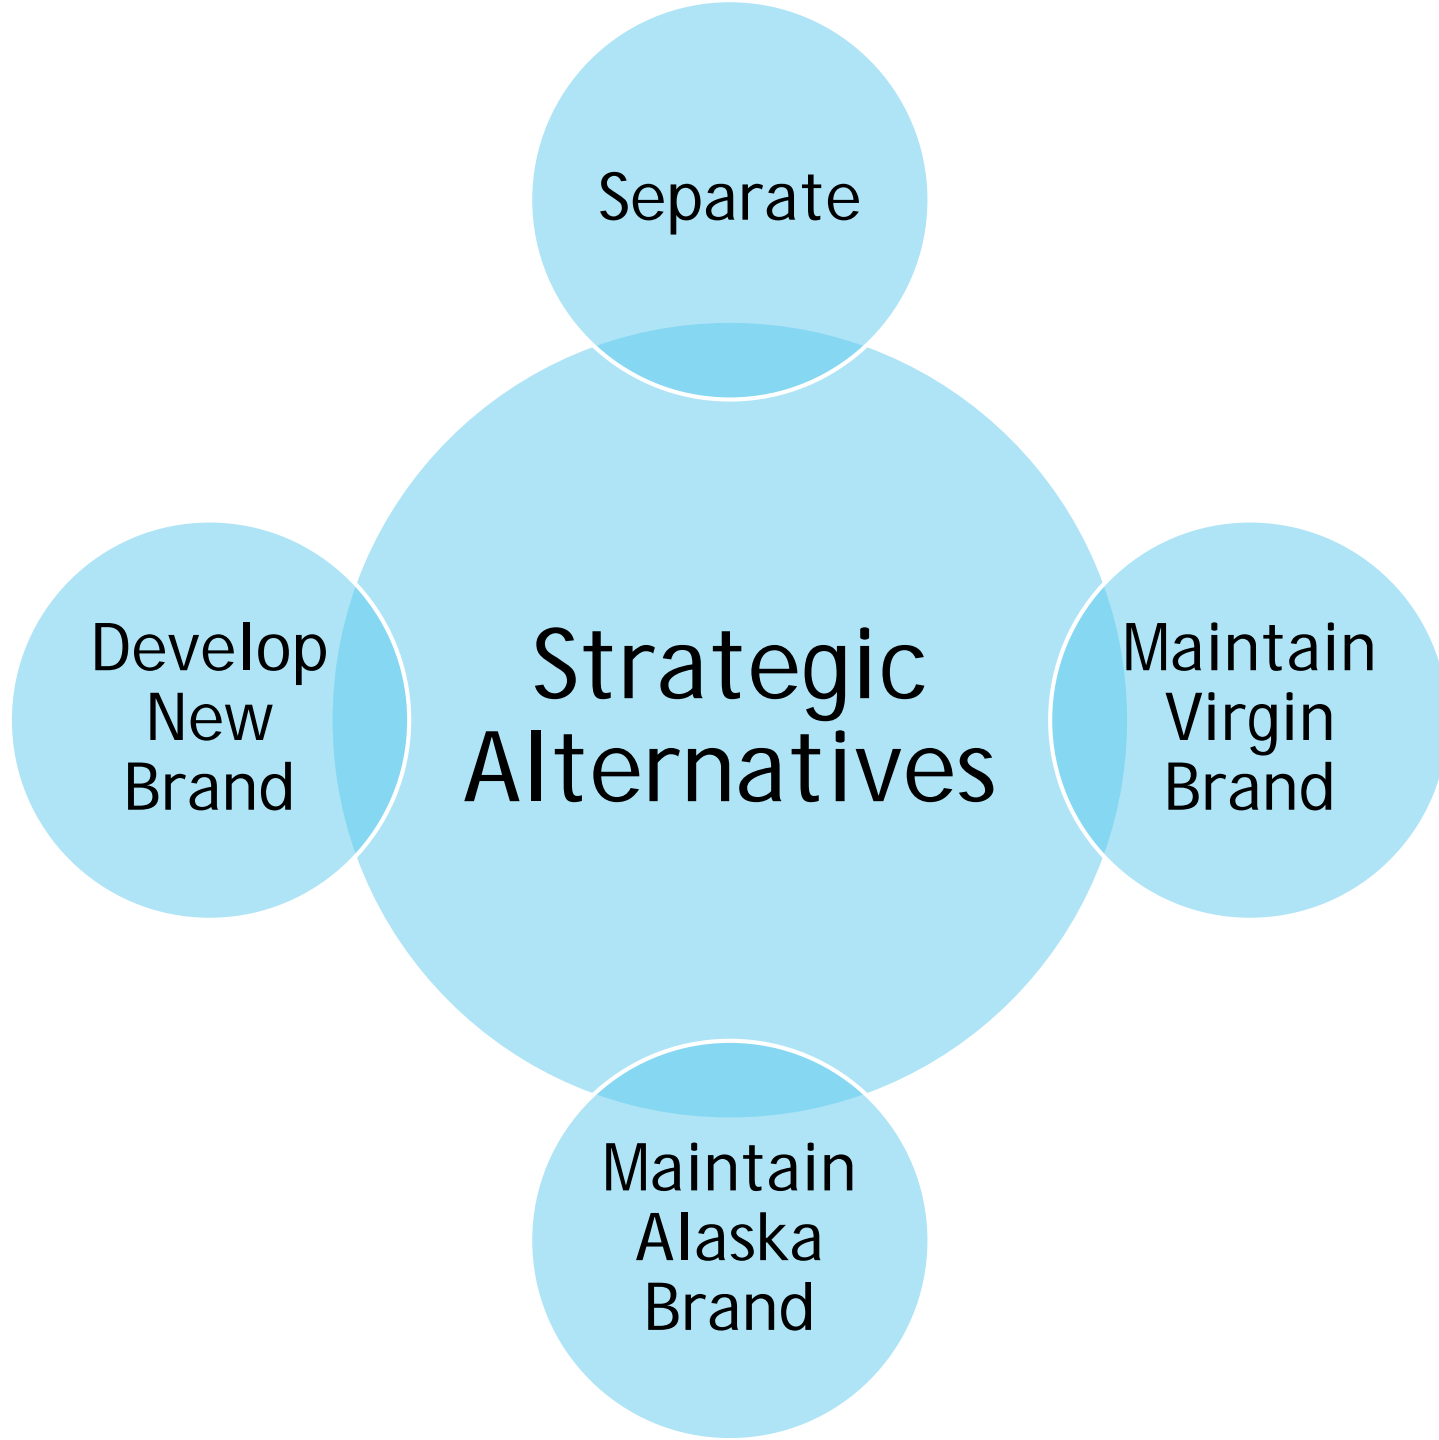 Separate
Develop
New
Brand
Strategic
Alternatives
Maintain
Virgin
Brand
Maintain
Alaska
Brand